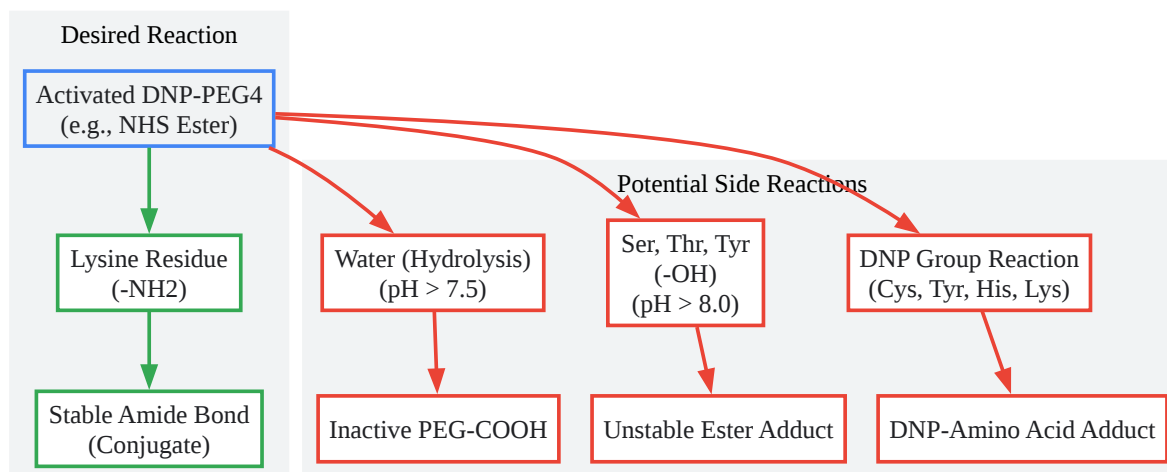 Desired Reaction
Activated DNP-PEG4
(e.g., NHS Ester)
Potential Side Reactions
Lysine Residue
(-NH2)
Water (Hydrolysis)
(pH > 7.5)
Ser, Thr, Tyr
(-OH)
(pH > 8.0)
DNP Group Reaction
(Cys, Tyr, His, Lys)
Stable Amide Bond
(Conjugate)
Inactive PEG-COOH
Unstable Ester Adduct
DNP-Amino Acid Adduct